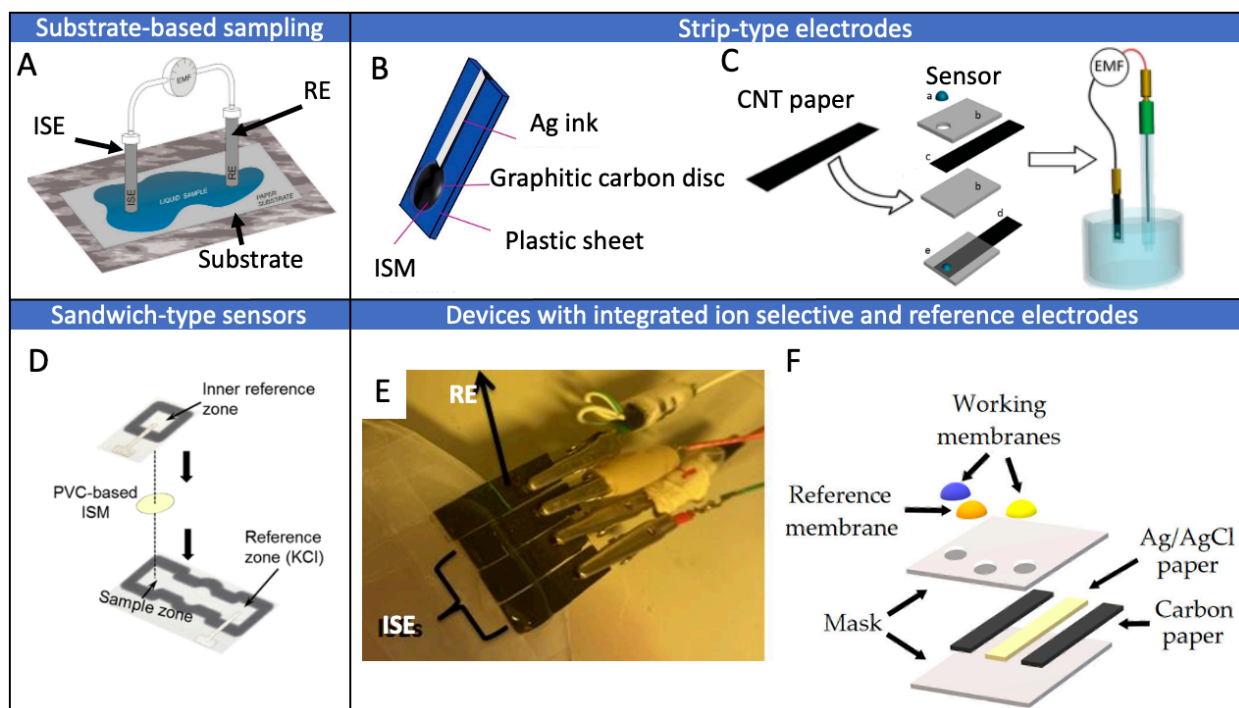 Substrate-based sampling
Strip-type electrodes
A
EMF
RE
ISE
ISE
RE
LIQUID SAMPLE
PAPER
SUBSTRATE
Substrate
B
Ag ink
Graphitic carbon disc
Plastic sheet
ISM
C
CNT paper
Sensor
a
b
c
b
d
e
EMF
Sandwich-type sensors
Devices with integrated ion selective and reference electrodes
D
Inner reference
zone
PVC-based
ISM
Reference
zone (KCl)
Sample zone
E
RE
ISE
F
Working
membranes
Reference
membrane
Ag/AgCl
paper
Mask
Carbon
paper